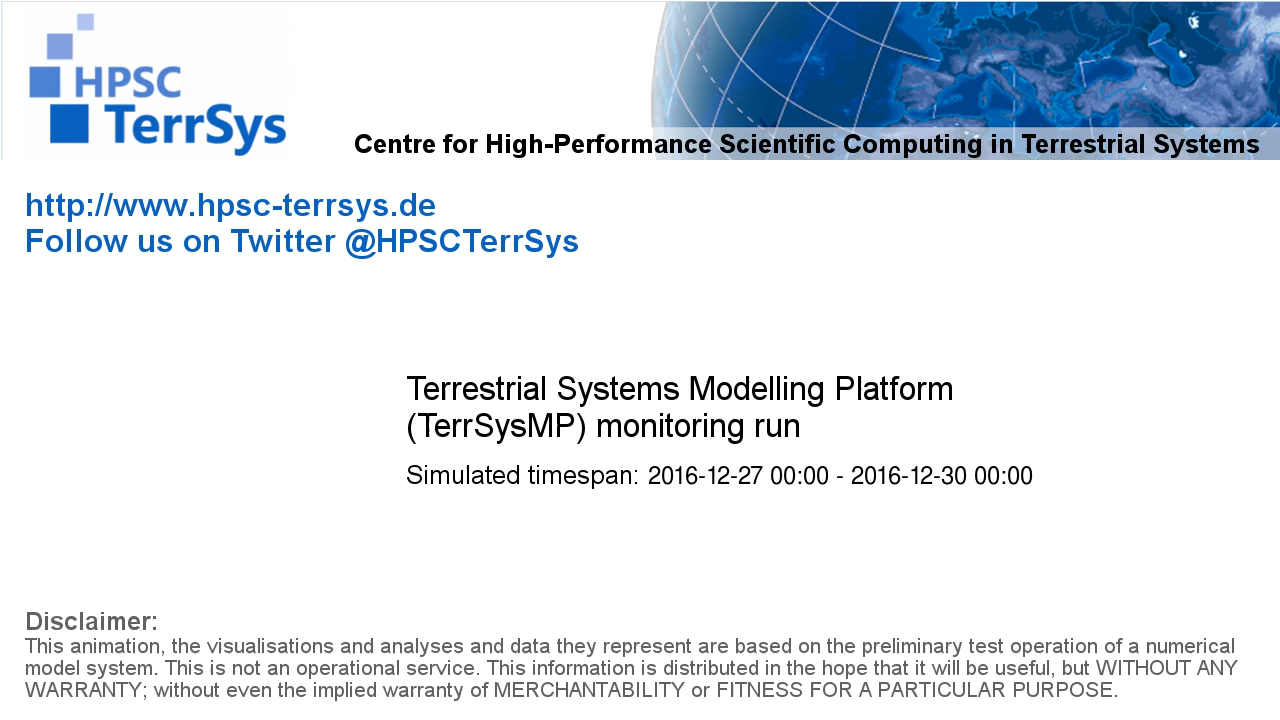 HPSC
TerrSys
Centre for High-Performance Scientific Computing in Terrestrial Systems
http://www.hpsc-terrsys.de
Follow us on Twitter @HPSCTerrSys
Terrestrial Systems Modelling Platform
(TerrSysMP) monitoring run
Simulated timespan: 2016-12-27 00:00 - 2016-12-30 00:00
Disclaimer:
This animation, the visualisations and analyses and data they represent are based on the preliminary test operation of a numerical
model system. This is not an operational service. This information is distributed in the hope that it will be useful, but WITHOUT ANY
WARRANTY; without even the implied warranty of MERCHANTABILITY or FITNESS FOR A PARTICULAR PURPOSE.